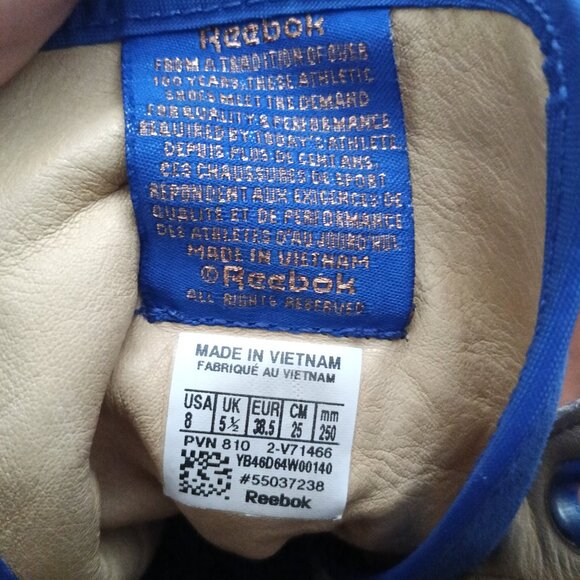 Reebok
FROM A TRADITION OF OVER
100 YEARS, THESE ATHLETIC
SHOES MEET THE DEMAND
FOR QUALITY & PERFORMANCE
REQUIRED BY TODAY'S ATHLETE.
DEPUIS PLUS DE CENT ANS,
CES CHAUSSURES DE SPORT
REPONDENT AUX EXIGENCES DE
QUALITE ET DE PERFORMANCE
DES ATHLETES D'AUJOURD'HUI.
MADE IN VIETNAM
©Reebok
ALL RIGHTS RESERVED
MADE IN VIETNAM
FABRIQUÉ AU VIETNAM
USA UK EUR CM mm
8 5½ 38.5 25 250
PVN 810 2-V71466
YB46D64W00140
#55037238
Reebok